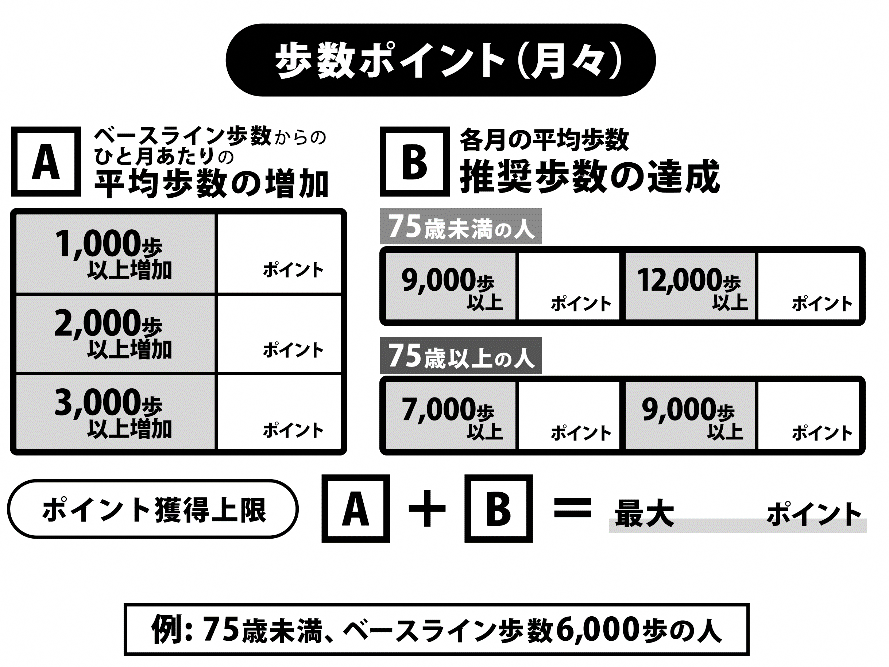 歩数ポイント（月々）
A
ベースライン歩数からの
ひと月あたりの
平均歩数の増加
1,000歩
以上増加
ポイント
2,000歩
以上増加
ポイント
3,000歩
以上増加
ポイント
B
各月の平均歩数
推奨歩数の達成
75歳未満の人
9,000歩
以上
ポイント
12,000歩
以上
ポイント
75歳以上の人
7,000歩
以上
ポイント
9,000歩
以上
ポイント
ポイント獲得上限
A + B = 最大 ポイント
例: 75歳未満、ベースライン歩数6,000歩の人